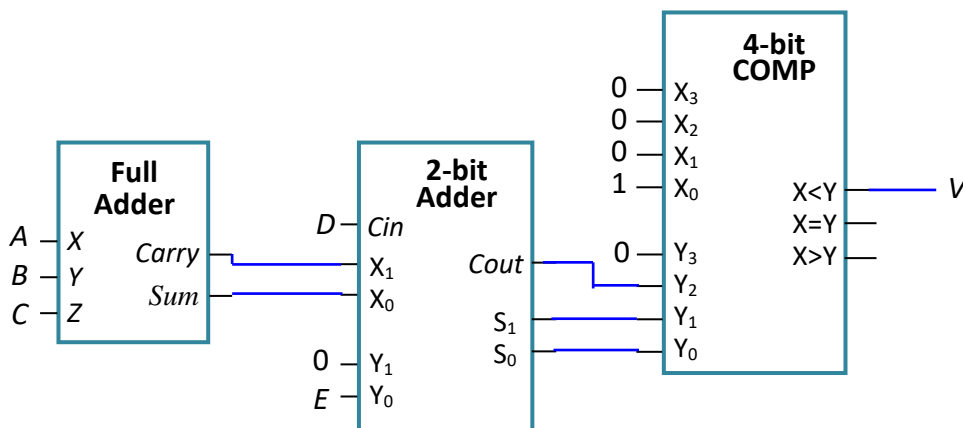 4-bit
COMP
0 X₃
0 X₂
0 X₁
1 X₀
X<Y V
X=Y
X>Y
0 Y₃
Y₂
Y₁
Y₀
Full
Adder
A X
B Y
C Z
Carry
Sum
2-bit
Adder
D Cin
X₁
X₀
Cout
S₁
S₀
0 Y₁
E Y₀